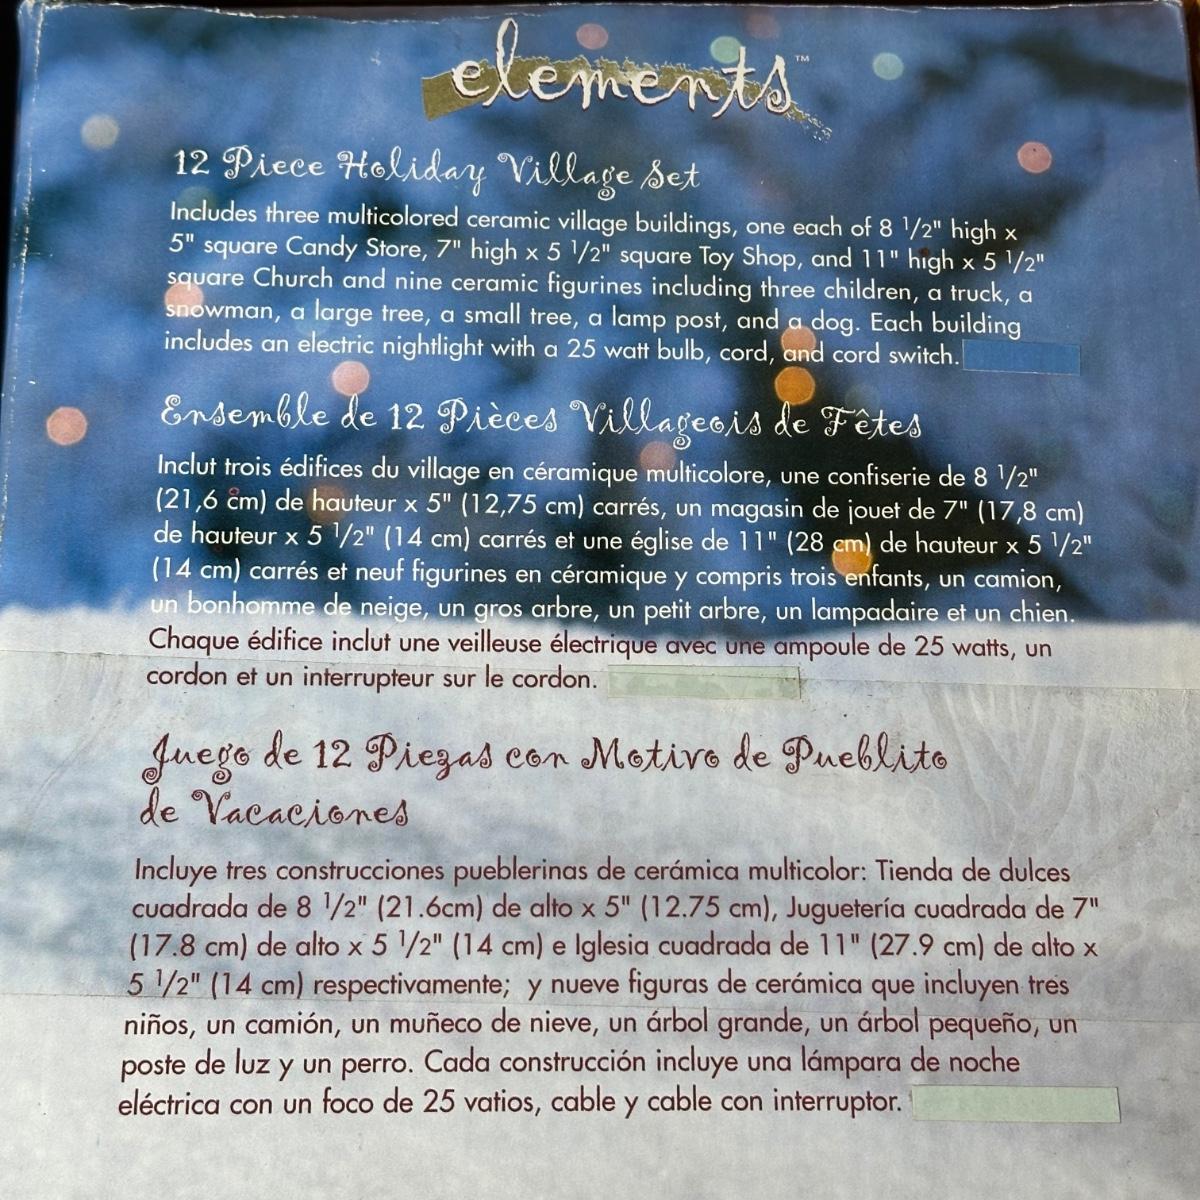 elements™
12 Piece Holiday Village Set
Includes three multicolored ceramic village buildings, one each of 8 1/2" high x
5" square Candy Store, 7" high x 5 1/2" square Toy Shop, and 11" high x 5 1/2"
square Church and nine ceramic figurines including three children, a truck, a
snowman, a large tree, a small tree, a lamp post, and a dog. Each building
includes an electric nightlight with a 25 watt bulb, cord, and cord switch.
Ensemble de 12 Pièces Villageois de Fêtes
Inclut trois édifices du village en céramique multicolore, une confiserie de 8 1/2"
(21,6 cm) de hauteur x 5" (12,75 cm) carrés, un magasin de jouet de 7" (17,8 cm)
de hauteur x 5 1/2" (14 cm) carrés et une église de 11" (28 cm) de hauteur x 5 1/2"
(14 cm) carrés et neuf figurines en céramique y compris trois enfants, un camion,
un bonhomme de neige, un gros arbre, un petit arbre, un lampadaire et un chien.
Chaque édifice inclut une veilleuse électrique avec une ampoule de 25 watts, un
cordon et un interrupteur sur le cordon.
Juego de 12 Piezas con Motivo de Pueblito
de Vacaciones
Incluye tres construcciones pueblerinas de cerámica multicolor: Tienda de dulces
cuadrada de 8 1/2" (21.6cm) de alto x 5" (12.75 cm), Juguetería cuadrada de 7"
(17.8 cm) de alto x 5 1/2" (14 cm) e Iglesia cuadrada de 11" (27.9 cm) de alto x
5 1/2" (14 cm) respectivamente; y nueve figuras de cerámica que incluyen tres
niños, un camión, un muñeco de nieve, un árbol grande, un árbol pequeño, un
poste de luz y un perro. Cada construcción incluye una lámpara de noche
eléctrica con un foco de 25 vatios, cable y cable con interruptor.